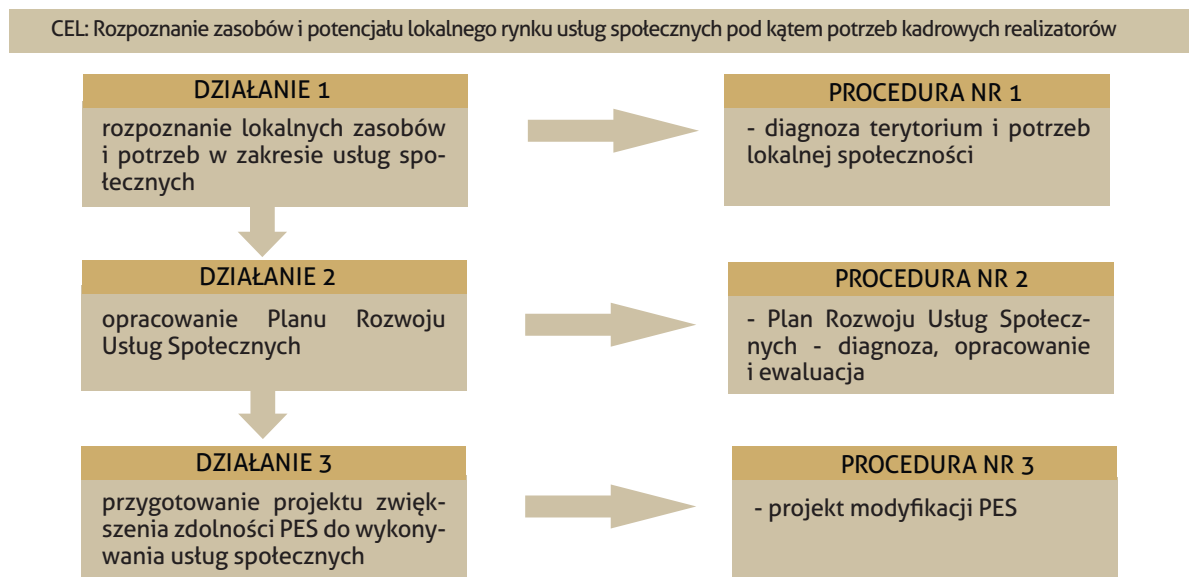 CEL: Rozpoznanie zasobów i potencjału lokalnego rynku usług społecznych pod kątem potrzeb kadrowych realizatorów
DZIAŁANIE 1
rozpoznanie lokalnych zasobów
i potrzeb w zakresie usług spo-
łecznych
PROCEDURA NR 1
- diagnoza terytorium i potrzeb
lokalnej społeczności
DZIAŁANIE 2
opracowanie Planu Rozwoju
Usług Społecznych
PROCEDURA NR 2
- Plan Rozwoju Usług Społecz-
nych - diagnoza, opracowanie
i ewaluacja
DZIAŁANIE 3
przygotowanie projektu zwięk-
szenia zdolności PES do wykony-
wania usług społecznych
PROCEDURA NR 3
- projekt modyfikacji PES